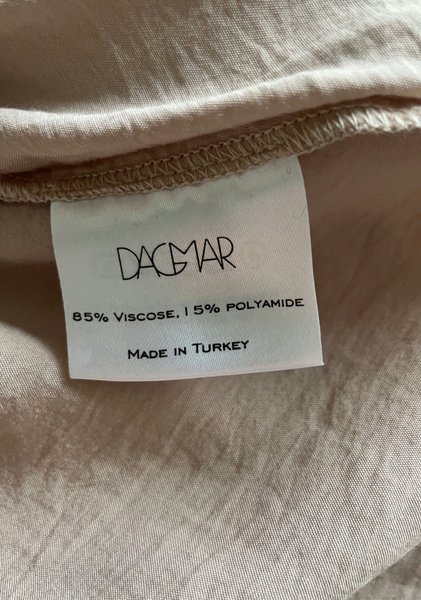 DAGMAR
85% VISCOSE, 15% POLYAMIDE
MADE IN TURKEY